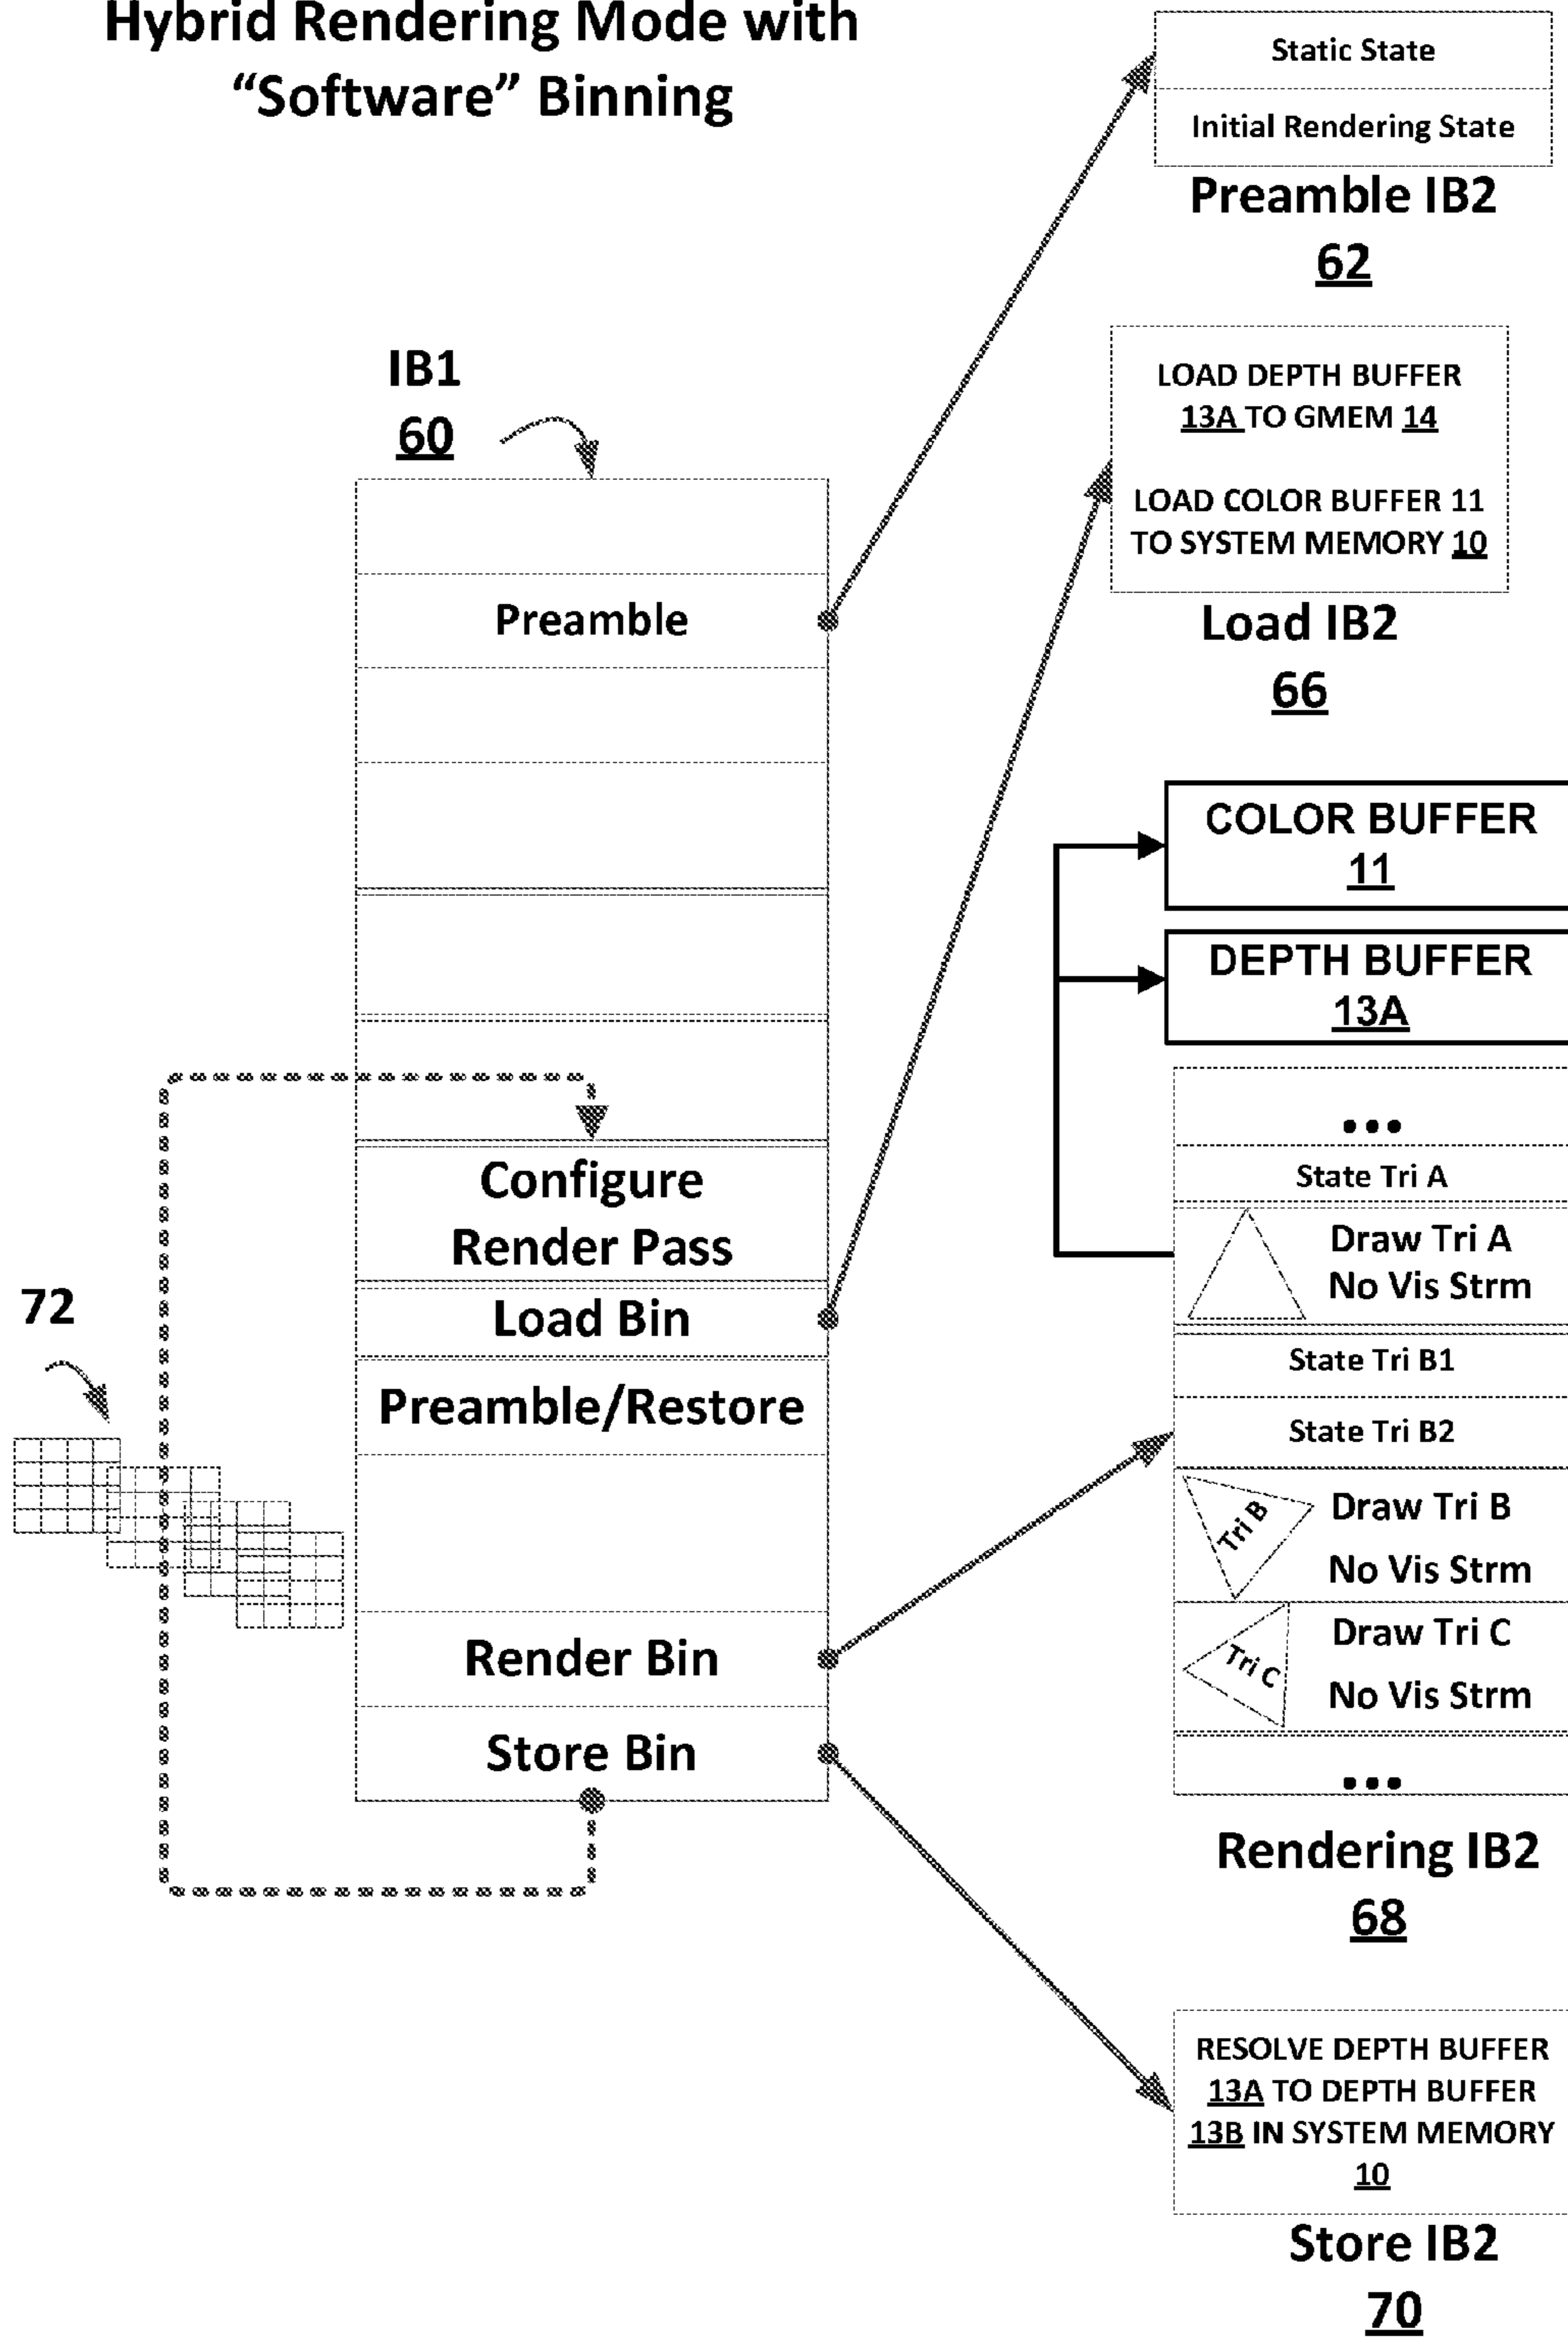 Hybrid Rendering Mode with
“Software” Binning
Static State
Initial Rendering State
Preamble IB2
62
IB1
60
LOAD DEPTH BUFFER
13A TO GMEM 14
LOAD COLOR BUFFER 11
TO SYSTEM MEMORY 10
Load IB2
66
Preamble
COLOR BUFFER
11
DEPTH BUFFER
13A
...
State Tri A
Configure
Render Pass
Draw Tri A
No Vis Strm
72
Load Bin
State Tri B1
Preamble/Restore
State Tri B2
Tri B
Draw Tri B
No Vis Strm
Render Bin
Tri C
Draw Tri C
No Vis Strm
Store Bin
...
Rendering IB2
68
RESOLVE DEPTH BUFFER
13A TO DEPTH BUFFER
13B IN SYSTEM MEMORY
10
Store IB2
70